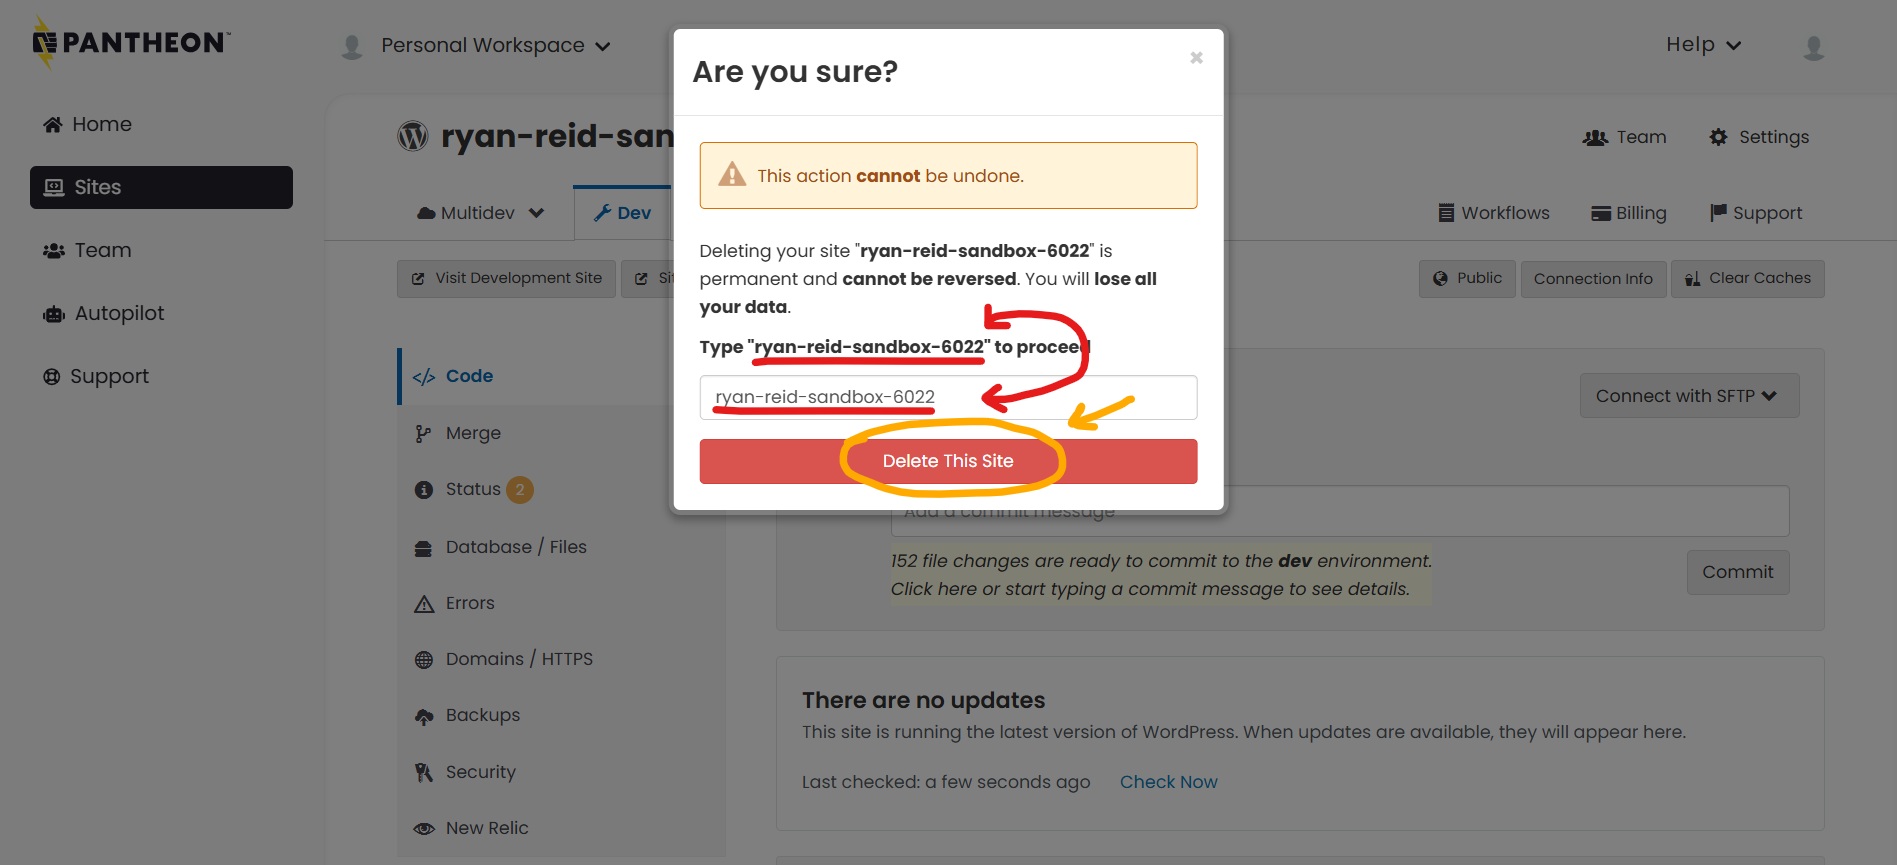 PANTHEON™
Personal Workspace
Help
Home
Sites
Team
Autopilot
Support
ryan-reid-san
Team
Settings
Multidev
Dev
Workflows
Billing
Support
Visit Development Site
Sit
Public
Connection Info
Clear Caches
Code
Merge
Status 2
Database / Files
Errors
Domains / HTTPS
Backups
Security
New Relic
Are you sure?
×
This action cannot be undone.
Deleting your site "ryan-reid-sandbox-6022" is
permanent and cannot be reversed. You will lose all
your data.
Type "ryan-reid-sandbox-6022" to proceed
ryan-reid-sandbox-6022
Delete This Site
Connect with SFTP
Add a commit message
152 file changes are ready to commit to the dev environment.
Click here or start typing a commit message to see details.
Commit
There are no updates
This site is running the latest version of WordPress. When updates are available, they will appear here.
Last checked: a few seconds ago Check Now